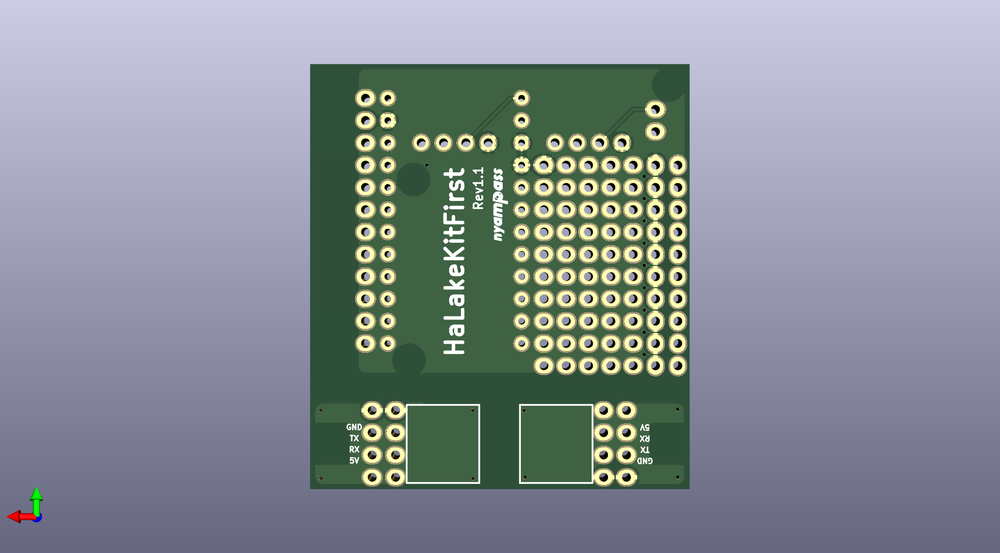 HaLakeKitFirst
Rev1.1
nyampass
GND
TX
RX
5V
5V
RX
TX
GND